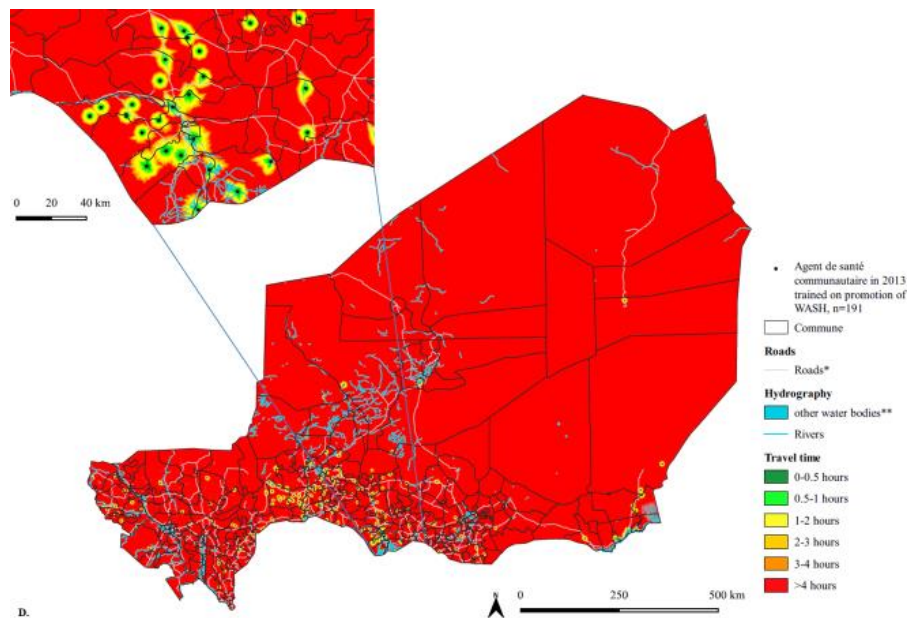 0 20 40 km
Agent de santé
communautaire in 2013
trained on promotion of
WASH, n=191
Commune
Roads
Roads*
Hydrography
other water bodies**
Rivers
Travel time
0-0.5 hours
0.5-1 hours
1-2 hours
2-3 hours
3-4 hours
>4 hours
D.
N
0 250 500 km